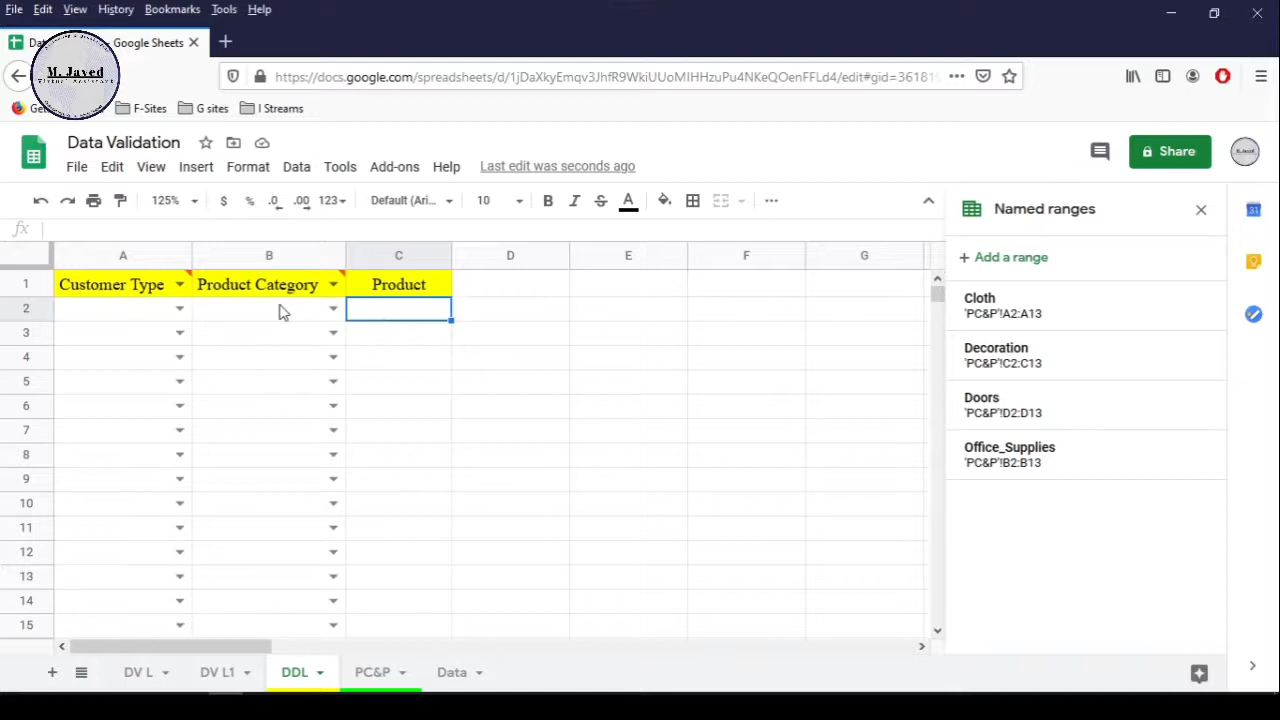 File Edit View History Bookmarks Tools Help
Google Sheets
M. Javed
Virtual Assistant
https://docs.google.com/spreadsheets/d/1jDaXkyEmqv3JhfR9WkiUUoMIHHzuPu4NKeQOenFFLd4/edit#gid=36181
F-Sites G sites I Streams
Data Validation
File Edit View Insert Format Data Tools Add-ons Help Last edit was seconds ago
Share
125% $ % .0 .00 123 Default (Ari... 10 B I S A
fx
Named ranges
+ Add a range
A B C D E F G
1 Customer Type Product Category Product
2
3
4
5
6
7
8
9
10
11
12
13
14
15
Cloth
'PC&P'!A2:A13
Decoration
'PC&P'!C2:C13
Doors
'PC&P'!D2:D13
Office_Supplies
'PC&P'!B2:B13
DV L DV L1 DDL PC&P Data